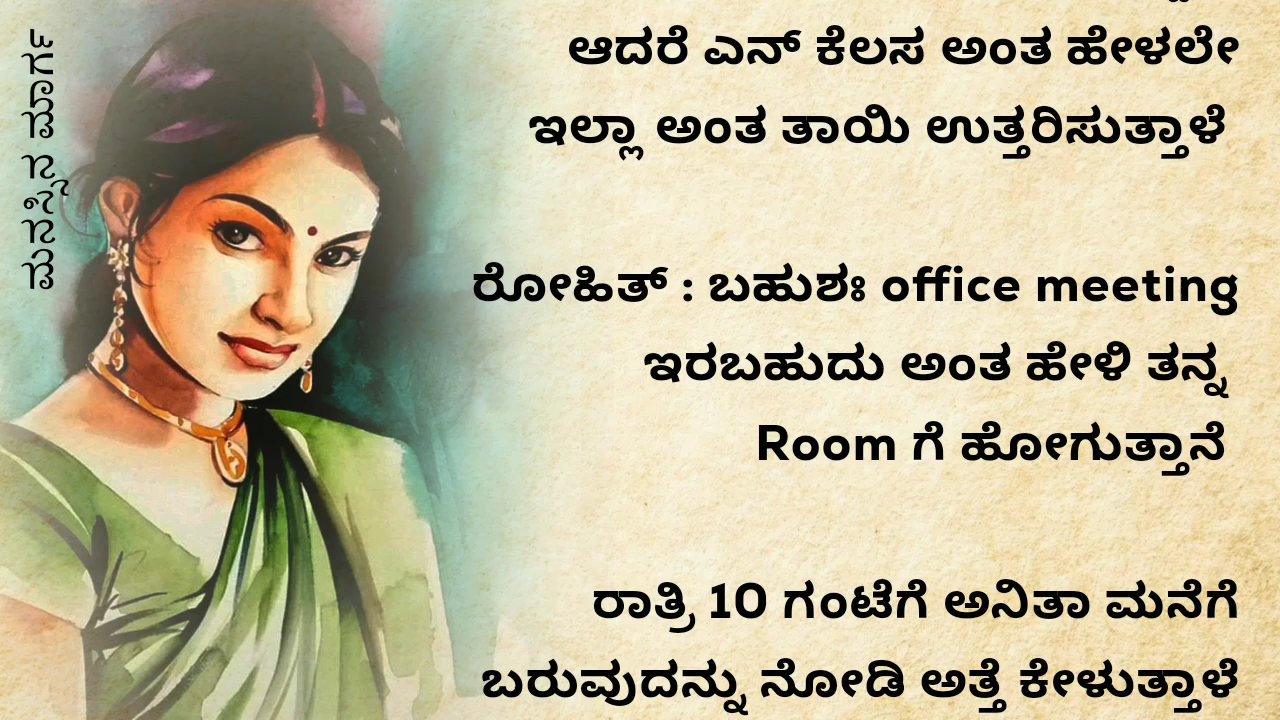 ಮನಸ್ಸಿನ ಮಾರ್ಗ
ಆದರೆ ಎನ್ ಕೆಲಸ ಅಂತ ಹೇಳಲೇ
ಇಲ್ಲಾ ಅಂತ ತಾಯಿ ಉತ್ತರಿಸುತ್ತಾಳೆ
ರೋಹಿತ್ : ಬಹುಶಃ office meeting
ಇರಬಹುದು ಅಂತ ಹೇಳಿ ತನ್ನ
Room ಗೆ ಹೋಗುತ್ತಾನೆ
ರಾತ್ರಿ 10 ಗಂಟೆಗೆ ಅನಿತಾ ಮನೆಗೆ
ಬರುವುದನ್ನು ನೋಡಿ ಅತ್ತೆ ಕೇಳುತ್ತಾಳೆ